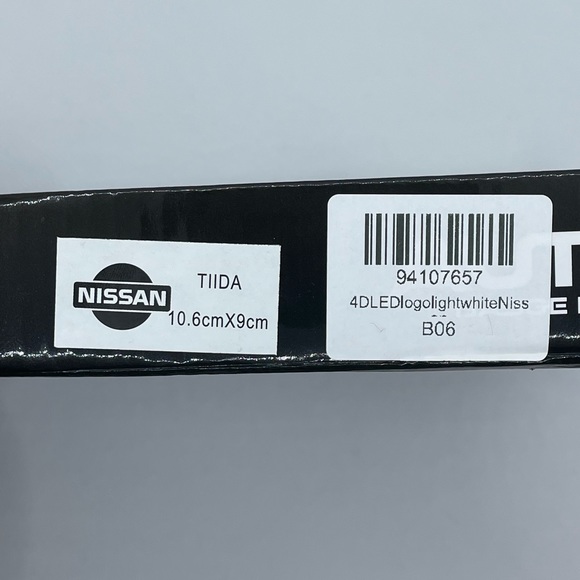 NISSAN
TIIDA
10.6cmX9cm
94107657
4DLEDlogolightwhiteNiss
B06